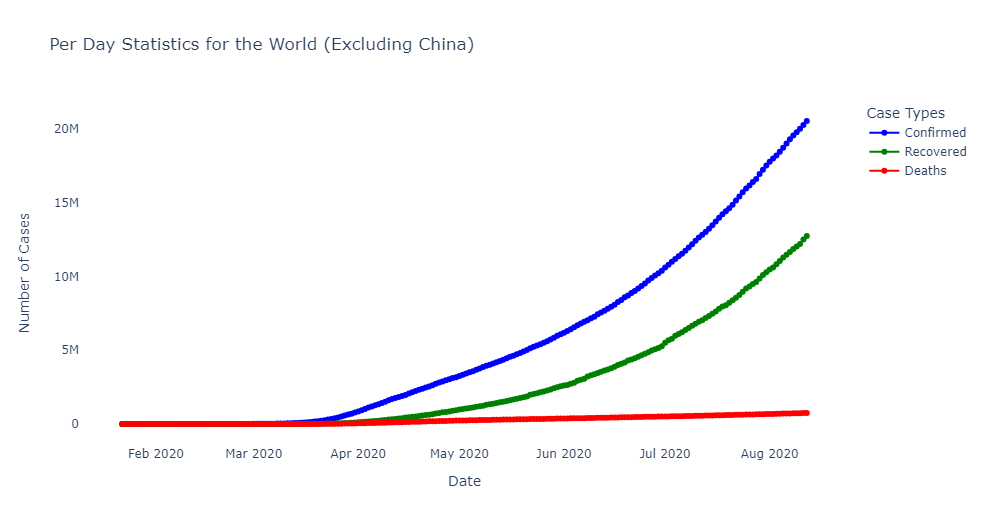 Per Day Statistics for the World (Excluding China)
Case Types
Confirmed
Recovered
Deaths
Number of Cases
20M
15M
10M
5M
0
Feb 2020
Mar 2020
Apr 2020
May 2020
Jun 2020
Jul 2020
Aug 2020
Date